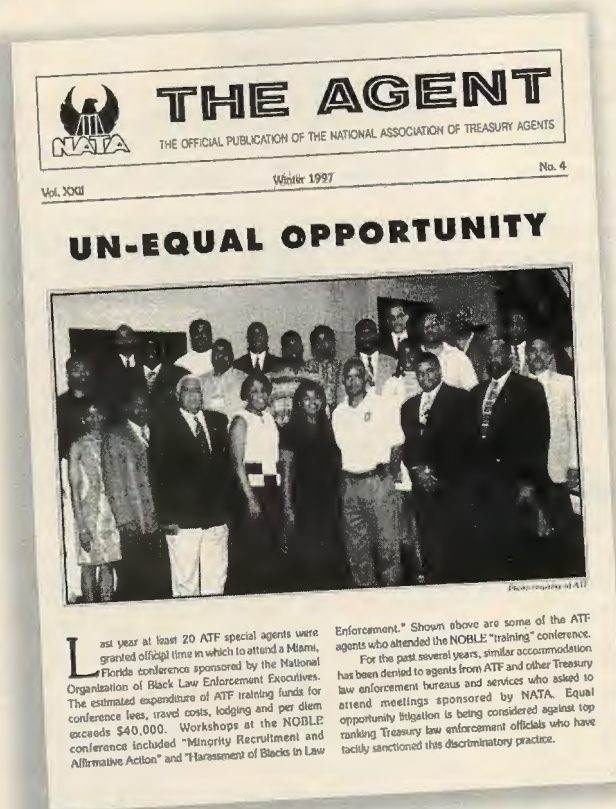 NATA
THE AGENT
THE OFFICIAL PUBLICATION OF THE NATIONAL ASSOCIATION OF TREASURY AGENTS
Vol. XXII
Winter 1997
No. 4
UN-EQUAL OPPORTUNITY
Photo courtesy of ATF
Last year at least 20 ATF special agents were
granted official time in which to attend a Miami,
Florida conference sponsored by the National
Organization of Black Law Enforcement Executives.
The estimated expenditure of ATF training funds for
conference fees, travel costs, lodging and per diem
exceeds $40,000. Workshops at the NOBLE
conference included "Minority Recruitment and
Affirmative Action" and "Harassment of Blacks in Law
Enforcement." Shown above are some of the ATF
agents who attended the NOBLE "training" conference.
For the past several years, similar accommodation
has been denied to agents from ATF and other Treasury
law enforcement bureaus and services who asked to
attend meetings sponsored by NATA. Equal
opportunity litigation is being considered against top
ranking Treasury law enforcement officials who have
tacitly sanctioned this discriminatory practice.